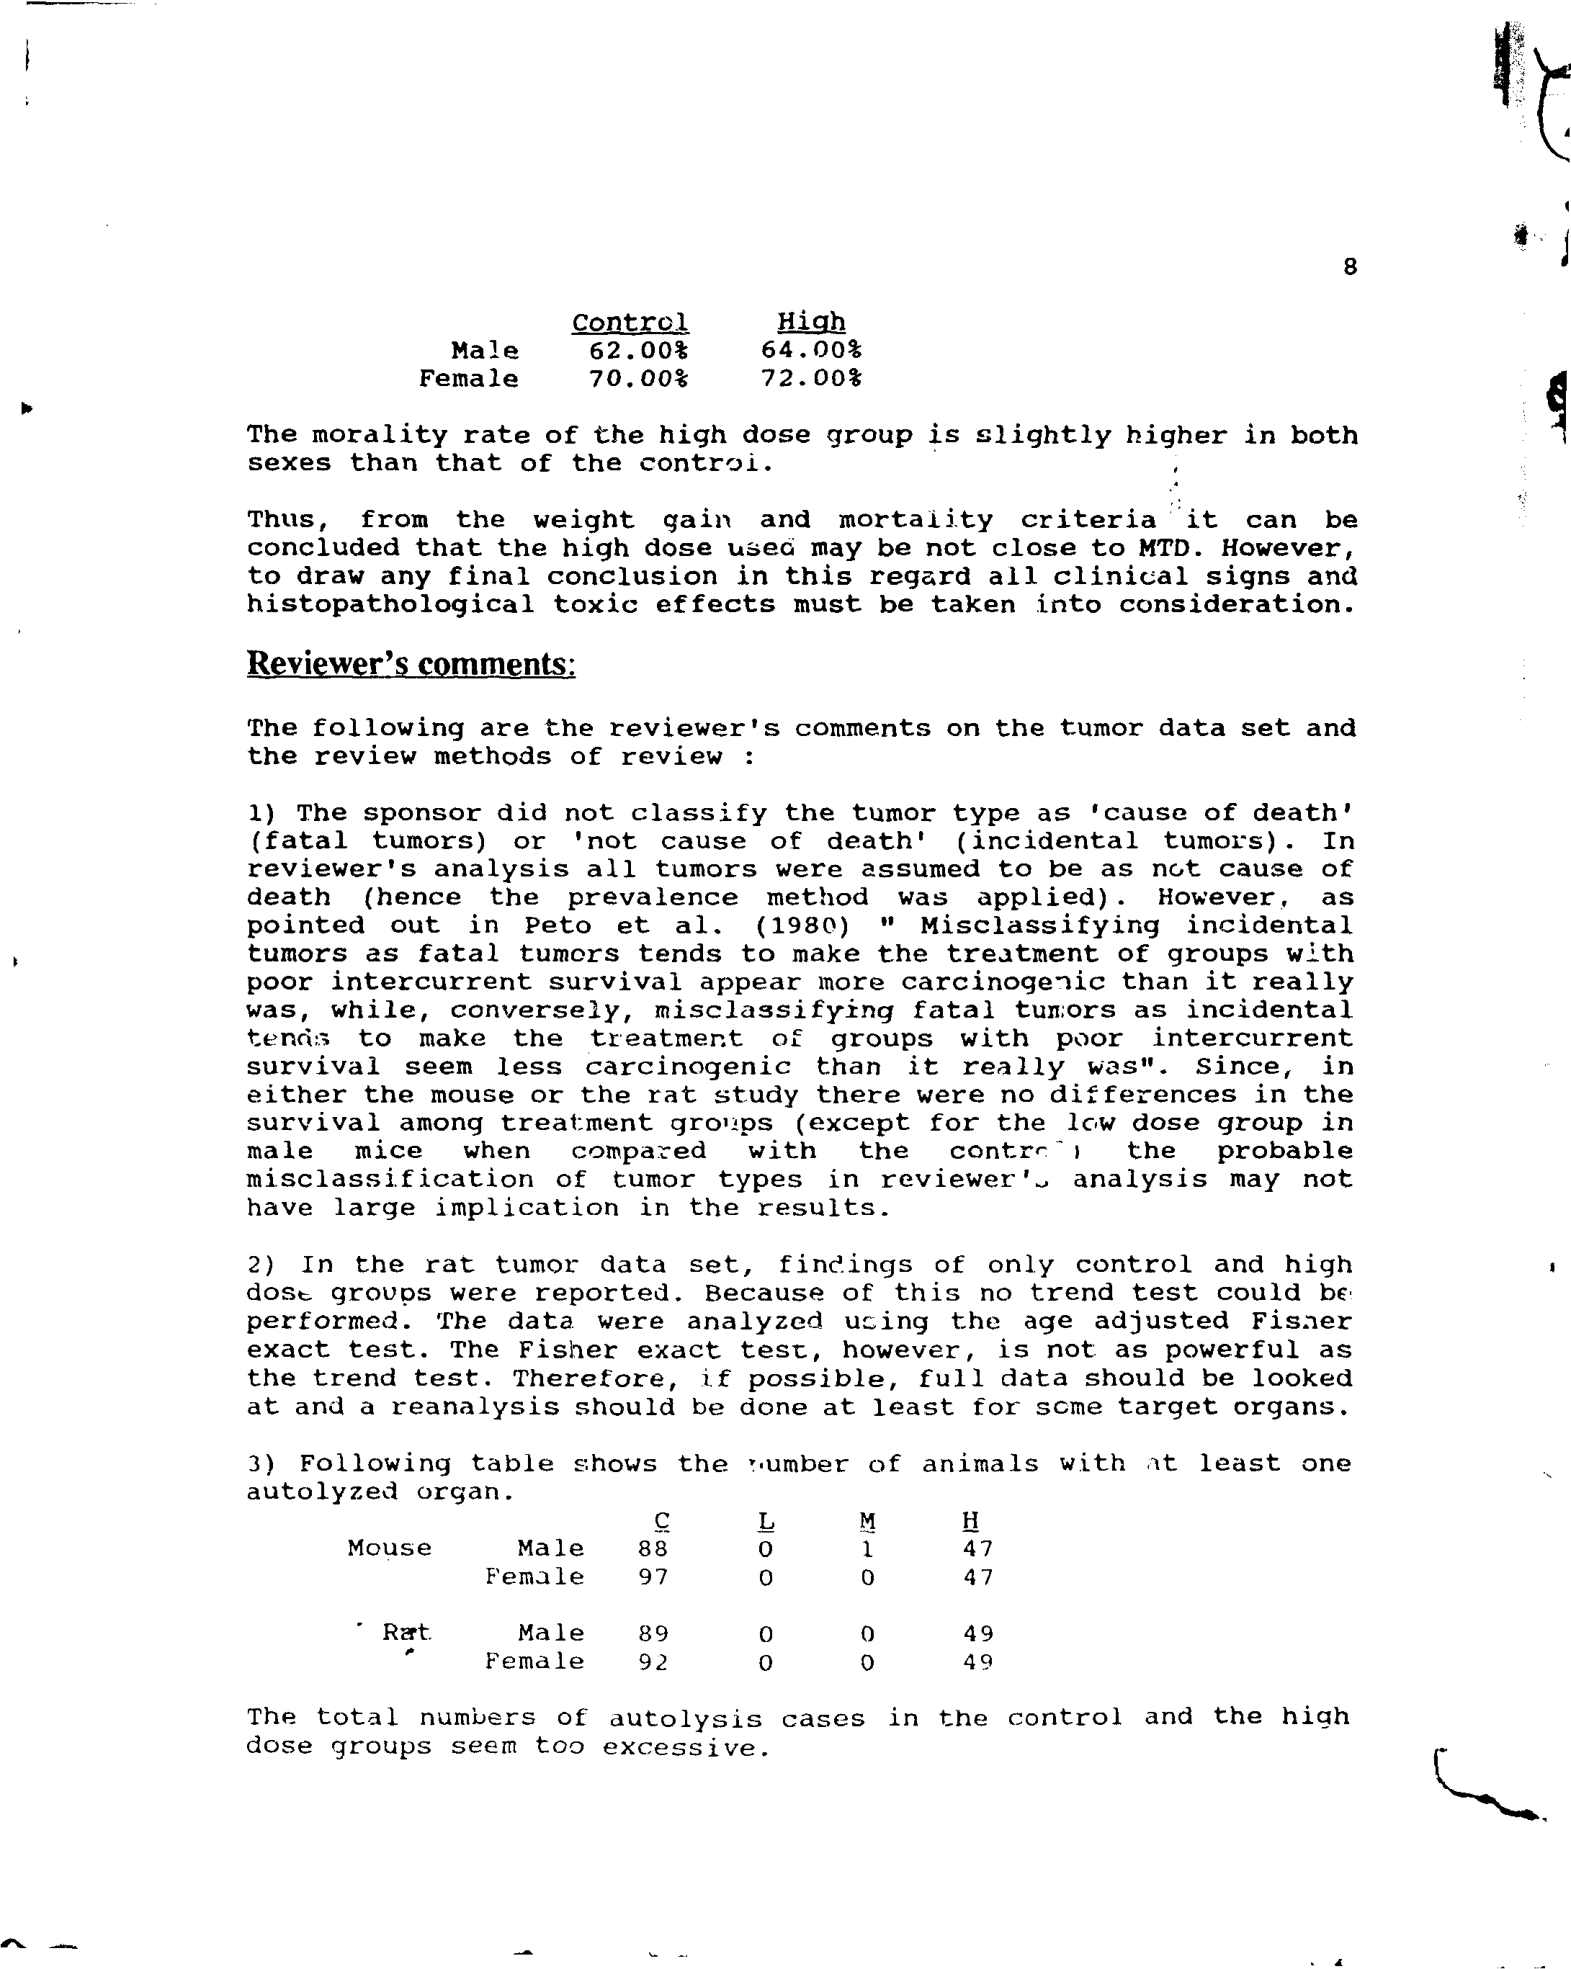 8
Control High
Male 62.00% 64.00%
Female 70.00% 72.00%
The morality rate of the high dose group is slightly higher in both
sexes than that of the control.
Thus, from the weight gain and mortality criteria it can be
concluded that the high dose used may be not close to MTD. However,
to draw any final conclusion in this regard all clinical signs and
histopathological toxic effects must be taken into consideration.
Reviewer's comments:
The following are the reviewer's comments on the tumor data set and
the review methods of review :
1) The sponsor did not classify the tumor type as 'cause of death'
(fatal tumors) or 'not cause of death' (incidental tumors). In
reviewer's analysis all tumors were assumed to be as not cause of
death (hence the prevalence method was applied). However, as
pointed out in Peto et al. (1980) " Misclassifying incidental
tumors as fatal tumors tends to make the treatment of groups with
poor intercurrent survival appear more carcinogenic than it really
was, while, conversely, misclassifying fatal tumors as incidental
tends to make the treatment of groups with poor intercurrent
survival seem less carcinogenic than it really was". Since, in
either the mouse or the rat study there were no differences in the
survival among treatment groups (except for the low dose group in
male mice when compared with the control) the probable
misclassification of tumor types in reviewer's analysis may not
have large implication in the results.
2) In the rat tumor data set, findings of only control and high
dose groups were reported. Because of this no trend test could be
performed. The data were analyzed using the age adjusted Fisher
exact test. The Fisher exact test, however, is not as powerful as
the trend test. Therefore, if possible, full data should be looked
at and a reanalysis should be done at least for some target organs.
3) Following table shows the number of animals with at least one
autolyzed organ.
C L M H
Mouse Male 88 0 1 47
Female 97 0 0 47
Rat Male 89 0 0 49
Female 92 0 0 49
The total numbers of autolysis cases in the control and the high
dose groups seem too excessive.